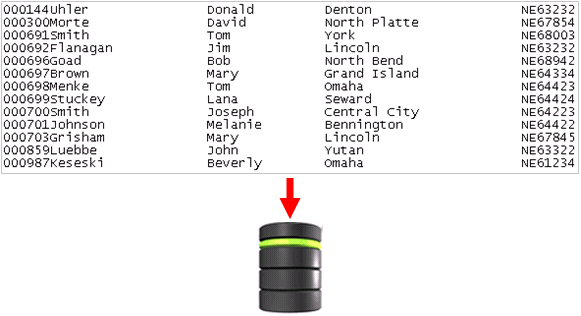 000144Uhler Donald Denton NE63232
000300Morte David North Platte NE67854
000691Smith Tom York NE68003
000692Flanagan Jim Lincoln NE63232
000696Goad Bob North Bend NE68942
000697Brown Mary Grand Island NE64334
000698Menke Tom Omaha NE64423
000699Stuckey Lana Seward NE64424
000700Smith Joseph Central City NE64223
000701Johnson Melanie Bennington NE64422
000703Grisham Mary Lincoln NE67845
000859Luebbe John Yutan NE63322
000987Keseski Beverly Omaha NE61234